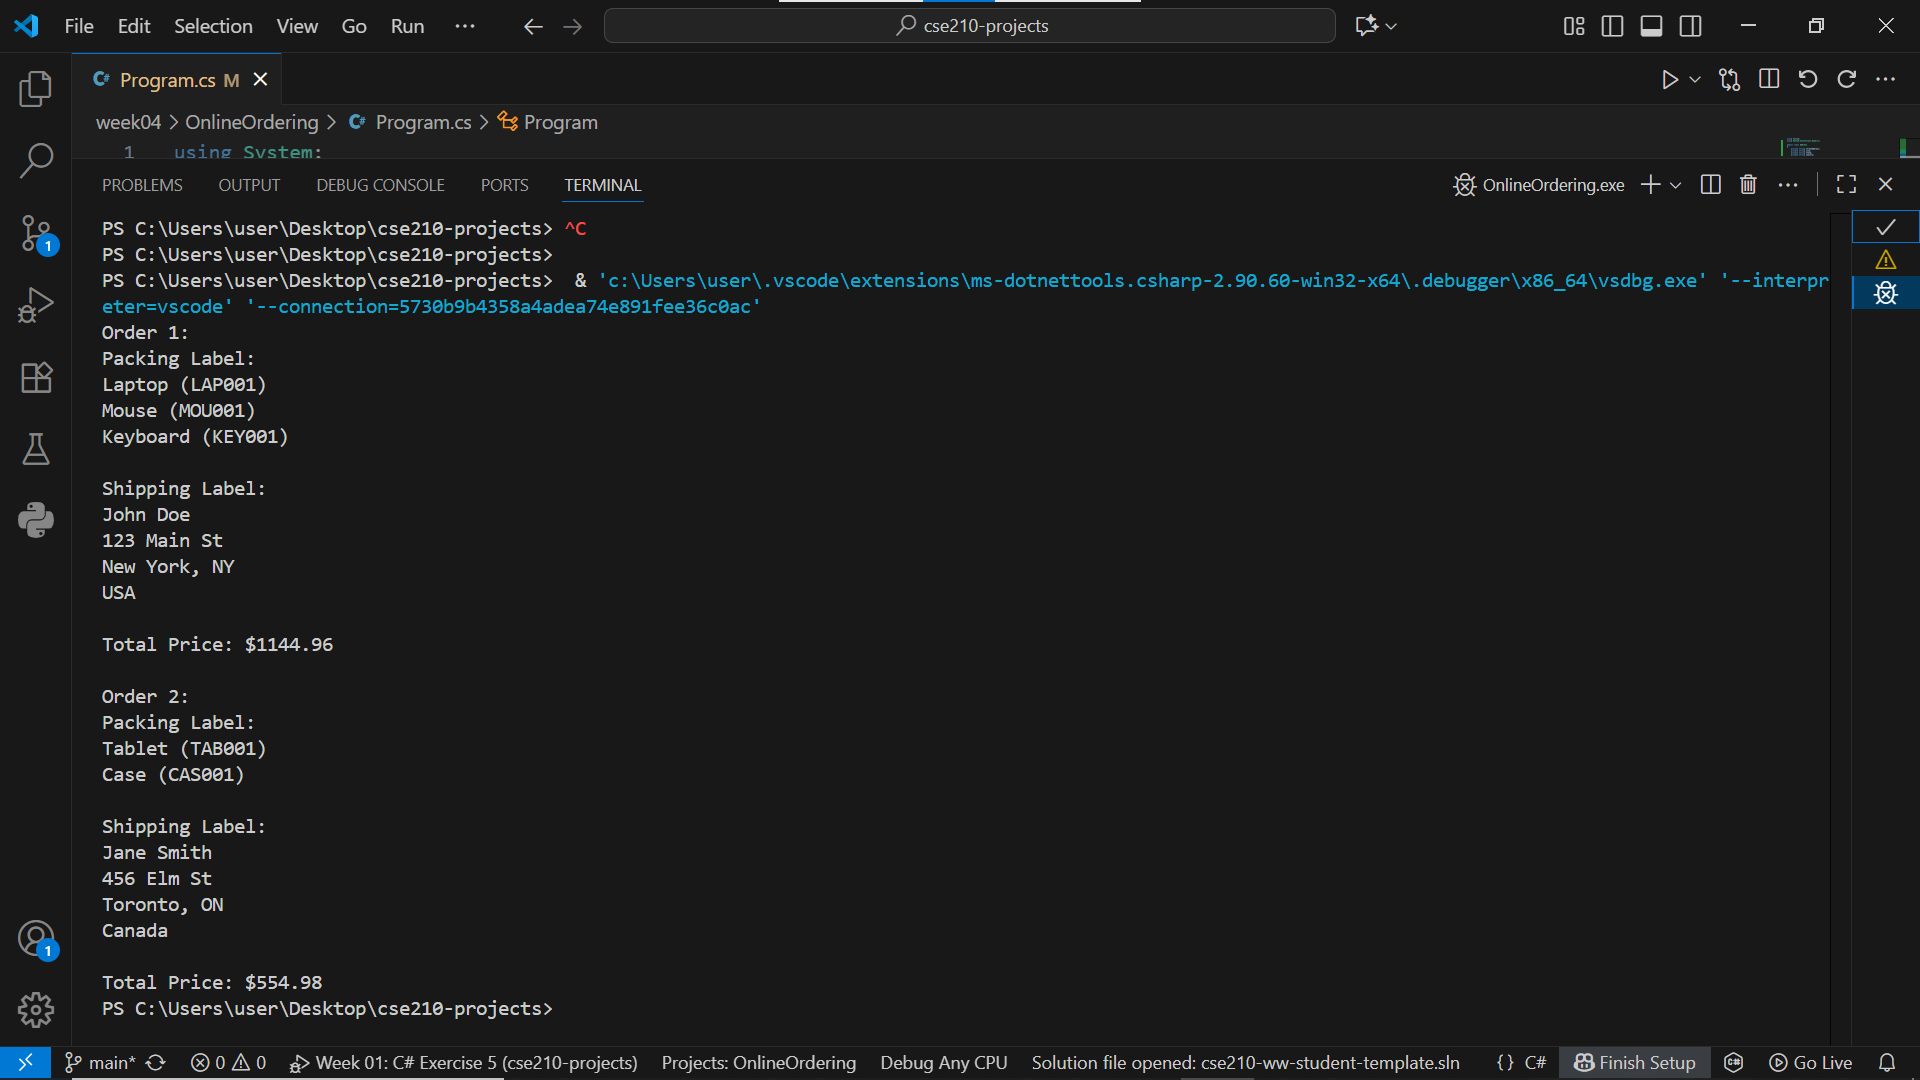 File Edit Selection View Go Run ··· cse210-projects
Program.cs M
week04 > OnlineOrdering > Program.cs > Program
1 using System;
PROBLEMS OUTPUT DEBUG CONSOLE PORTS TERMINAL OnlineOrdering.exe
PS C:\Users\user\Desktop\cse210-projects> ^C
PS C:\Users\user\Desktop\cse210-projects>
PS C:\Users\user\Desktop\cse210-projects>  & 'c:\Users\user\.vscode\extensions\ms-dotnettools.csharp-2.90.60-win32-x64\.debugger\x86_64\vsdbg.exe' '--interpr
eter=vscode' '--connection=5730b9b4358a4adea74e891fee36c0ac'
Order 1:
Packing Label:
Laptop (LAP001)
Mouse (MOU001)
Keyboard (KEY001)
Shipping Label:
John Doe
123 Main St
New York, NY
USA
Total Price: $1144.96
Order 2:
Packing Label:
Tablet (TAB001)
Case (CAS001)
Shipping Label:
Jane Smith
456 Elm St
Toronto, ON
Canada
Total Price: $554.98
PS C:\Users\user\Desktop\cse210-projects>
1
1
main* 0 0 Week 01: C# Exercise 5 (cse210-projects) Projects: OnlineOrdering Debug Any CPU Solution file opened: cse210-ww-student-template.sln {} C# Finish Setup Go Live